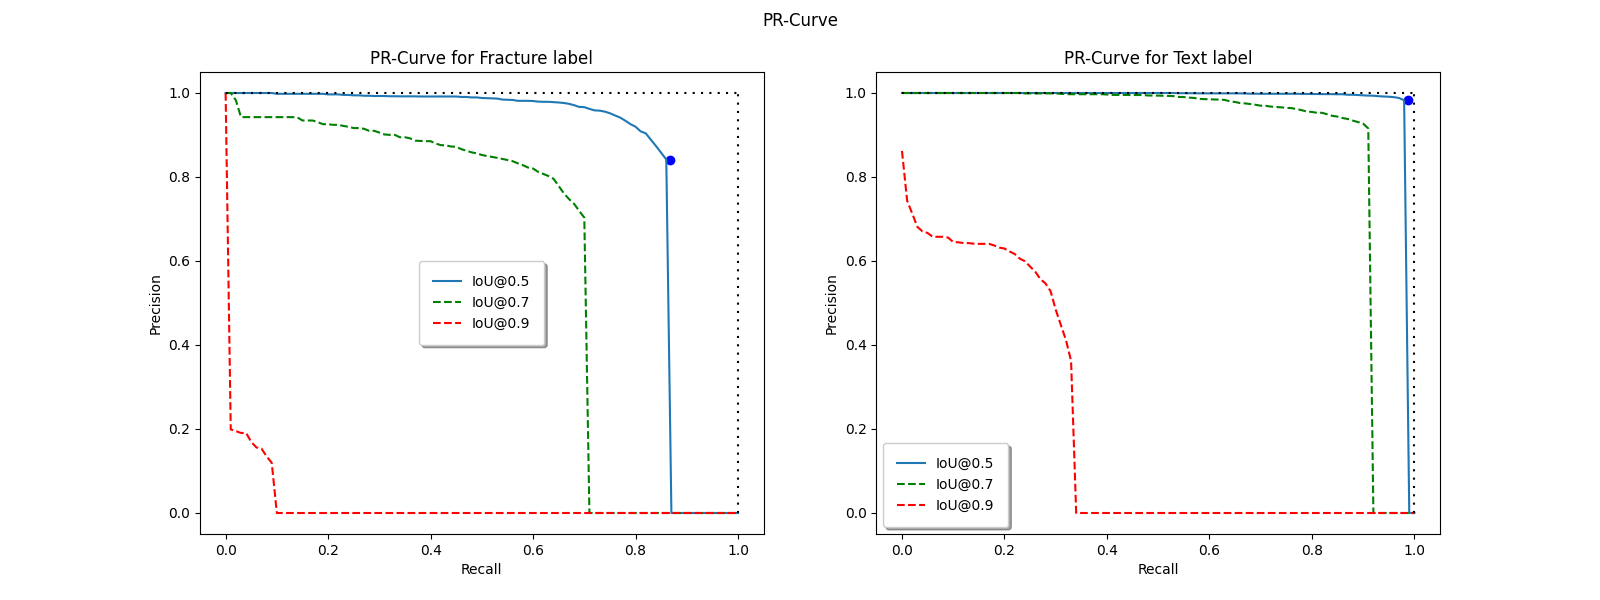 PR-Curve
PR-Curve for Fracture label
1.0
0.8
0.6
0.4
0.2
0.0
Precision
IoU@0.5
IoU@0.7
IoU@0.9
0.0 0.2 0.4 0.6 0.8 1.0
Recall
PR-Curve for Text label
1.0
0.8
0.6
0.4
0.2
0.0
Precision
IoU@0.5
IoU@0.7
IoU@0.9
0.0 0.2 0.4 0.6 0.8 1.0
Recall